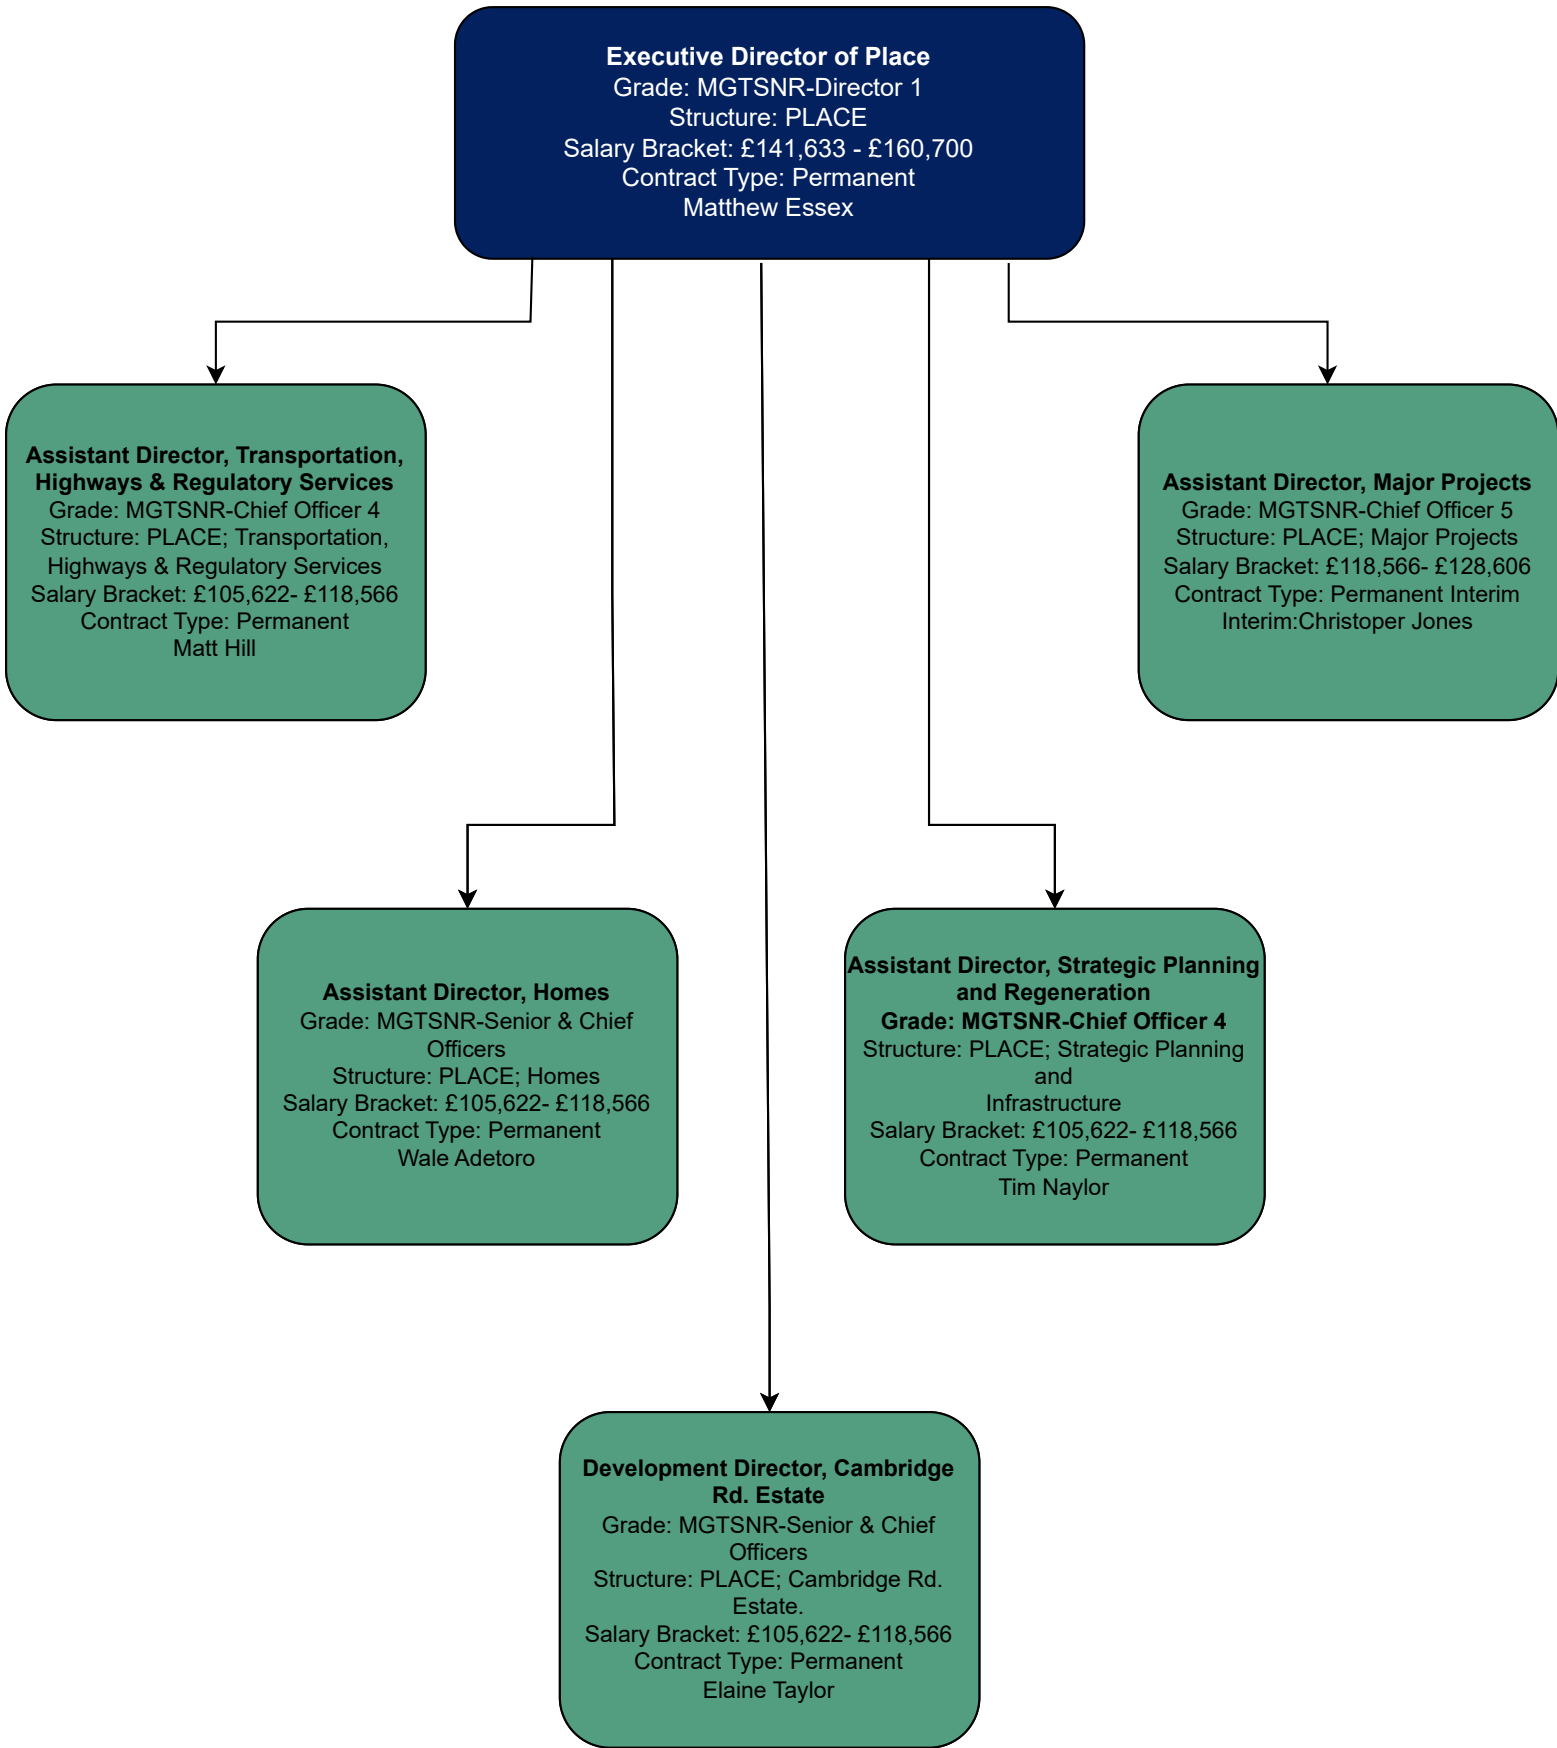 Executive Director of Place
Grade: MGTSNR-Director 1
Structure: PLACE
Salary Bracket: £141,633 - £160,700
Contract Type: Permanent
Matthew Essex
Assistant Director, Transportation,
Highways & Regulatory Services
Grade: MGTSNR-Chief Officer 4
Structure: PLACE; Transportation,
Highways & Regulatory Services
Salary Bracket: £105,622- £118,566
Contract Type: Permanent
Matt Hill
Assistant Director, Major Projects
Grade: MGTSNR-Chief Officer 5
Structure: PLACE; Major Projects
Salary Bracket: £118,566- £128,606
Contract Type: Permanent Interim
Interim:Christoper Jones
Assistant Director, Homes
Grade: MGTSNR-Senior & Chief
Officers
Structure: PLACE; Homes
Salary Bracket: £105,622- £118,566
Contract Type: Permanent
Wale Adetoro
Assistant Director, Strategic Planning
and Regeneration
Grade: MGTSNR-Chief Officer 4
Structure: PLACE; Strategic Planning
and
Infrastructure
Salary Bracket: £105,622- £118,566
Contract Type: Permanent
Tim Naylor
Development Director, Cambridge
Rd. Estate
Grade: MGTSNR-Senior & Chief
Officers
Structure: PLACE; Cambridge Rd.
Estate.
Salary Bracket: £105,622- £118,566
Contract Type: Permanent
Elaine Taylor